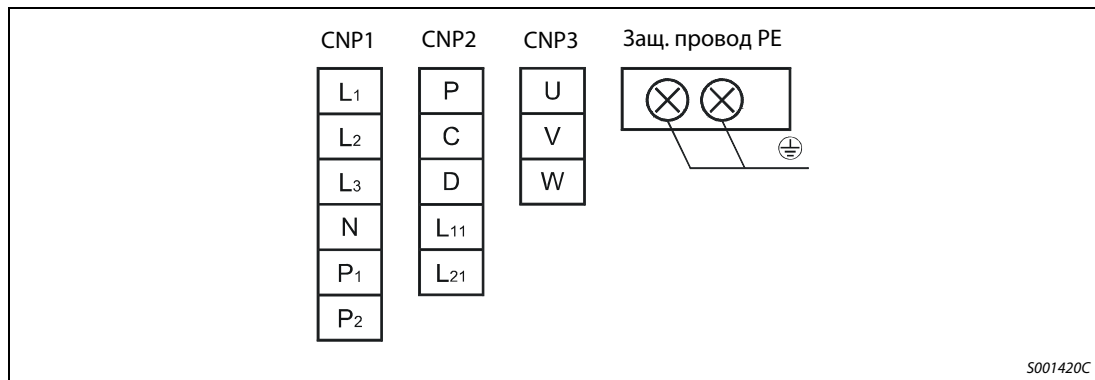 CNP1 CNP2 CNP3 Защ. провод PE
L1 P U
L2 C V
L3 D W
N L11
P1 L21
P2
S001420C